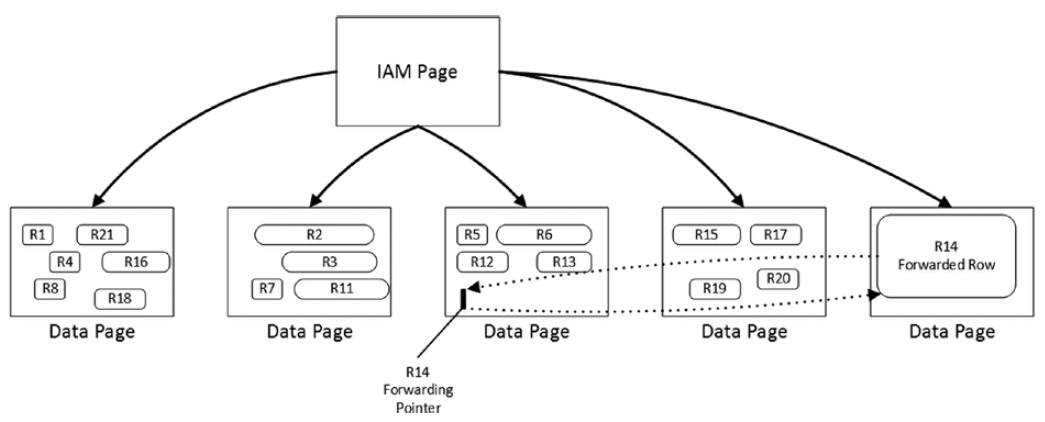 IAM Page
R1
R21
R4
R16
R8
R18
Data Page
R2
R3
R7
R11
Data Page
R5
R6
R12
R13
Data Page
R14
Forwarding
Pointer
R15
R17
R19
R20
Data Page
R14
Forwarded Row
Data Page